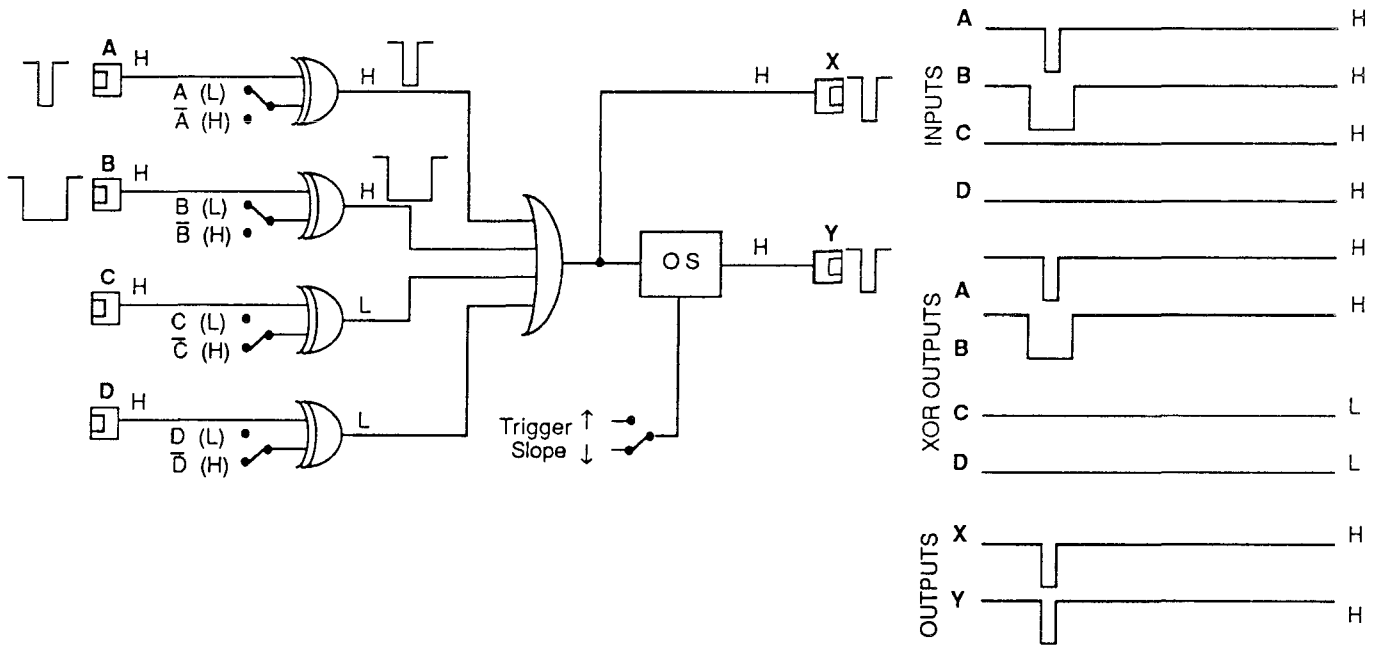 A
H
A (L)
A̅ (H)
H
B
H
B (L)
B̅ (H)
H
C
H
C (L)
C̅ (H)
L
D
H
D (L)
D̅ (H)
L
OS
Trigger ↑
Slope ↓
H
X
H
Y
INPUTS
A H
B H
C H
D H
XOR OUTPUTS
A H
B H
C L
D L
OUTPUTS
X H
Y H